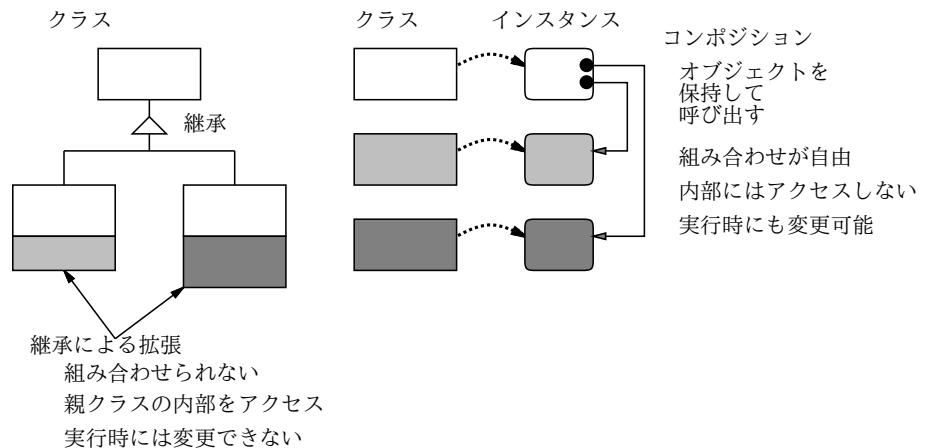 クラス
継承
継承による拡張
組み合わせられない
親クラスの内部をアクセス
実行時には変更できない
クラス
インスタンス
コンポジション
オブジェクトを
保持して
呼び出す
組み合わせが自由
内部にはアクセスしない
実行時にも変更可能